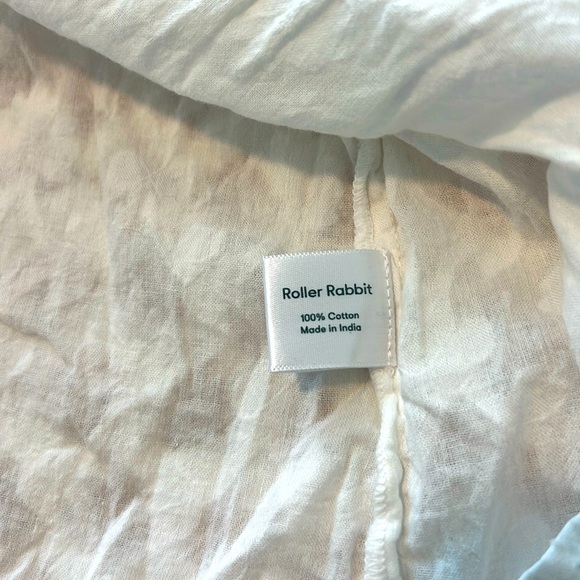 Roller Rabbit
100% Cotton
Made in India